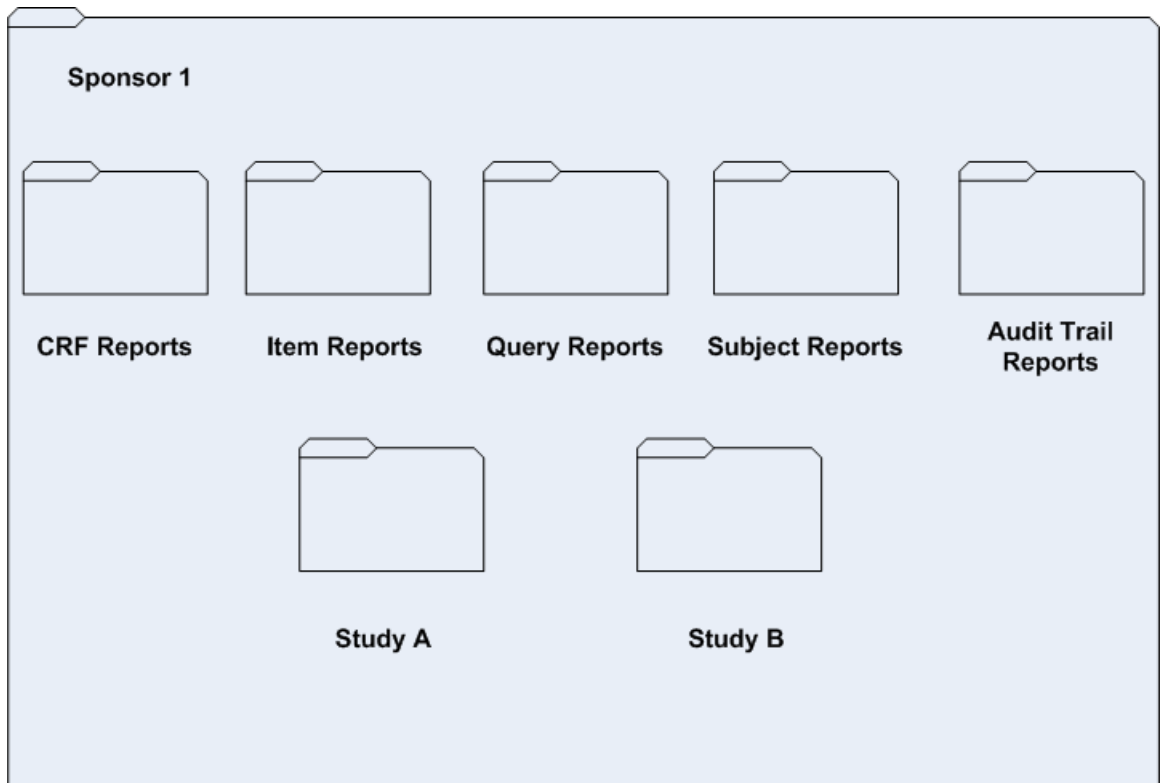 Sponsor 1
CRF Reports
Item Reports
Query Reports
Subject Reports
Audit Trail
Reports
Study A
Study B